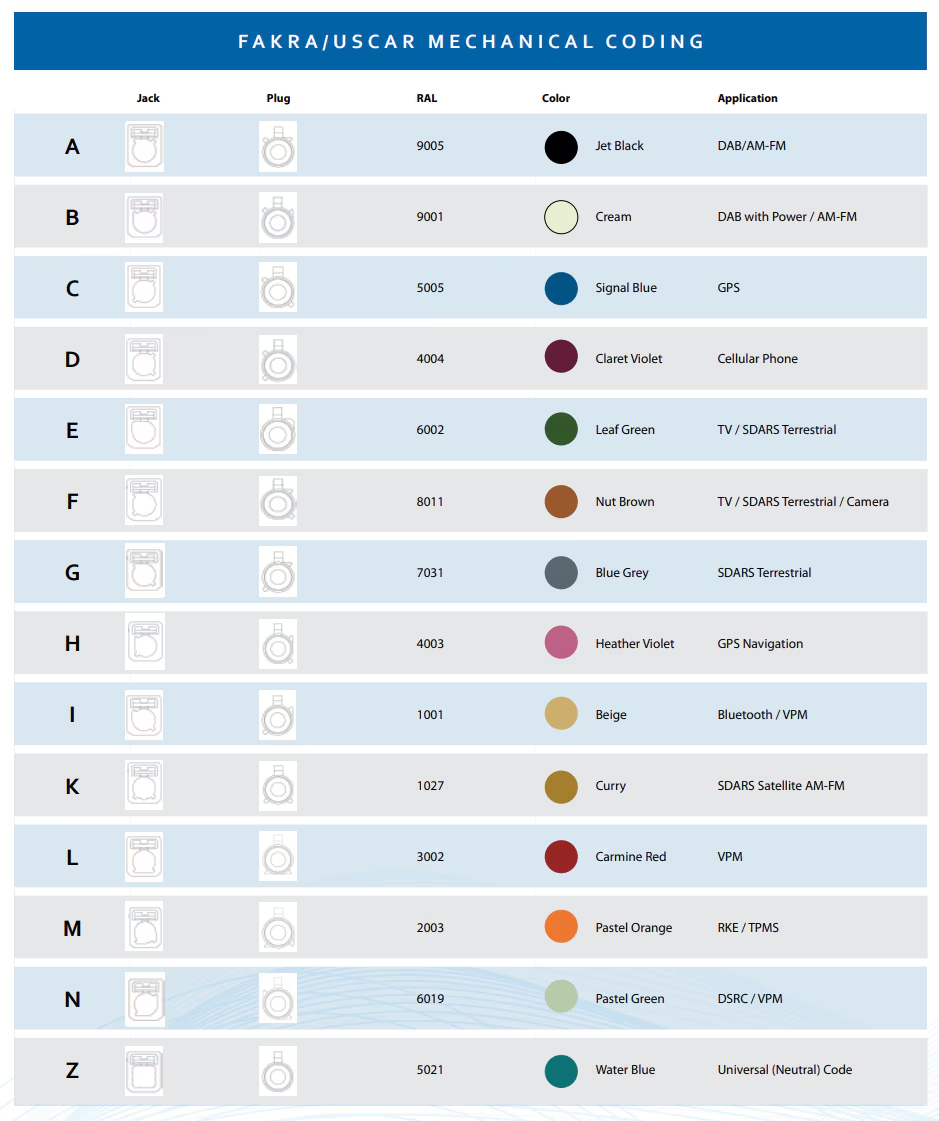 FAKRA/USCAR MECHANICAL CODING
Jack Plug RAL Color Application
A 9005 Jet Black DAB/AM-FM
B 9001 Cream DAB with Power / AM-FM
C 5005 Signal Blue GPS
D 4004 Claret Violet Cellular Phone
E 6002 Leaf Green TV / SDARS Terrestrial
F 8011 Nut Brown TV / SDARS Terrestrial / Camera
G 7031 Blue Grey SDARS Terrestrial
H 4003 Heather Violet GPS Navigation
I 1001 Beige Bluetooth / VPM
K 1027 Curry SDARS Satellite AM-FM
L 3002 Carmine Red VPM
M 2003 Pastel Orange RKE / TPMS
N 6019 Pastel Green DSRC / VPM
Z 5021 Water Blue Universal (Neutral) Code